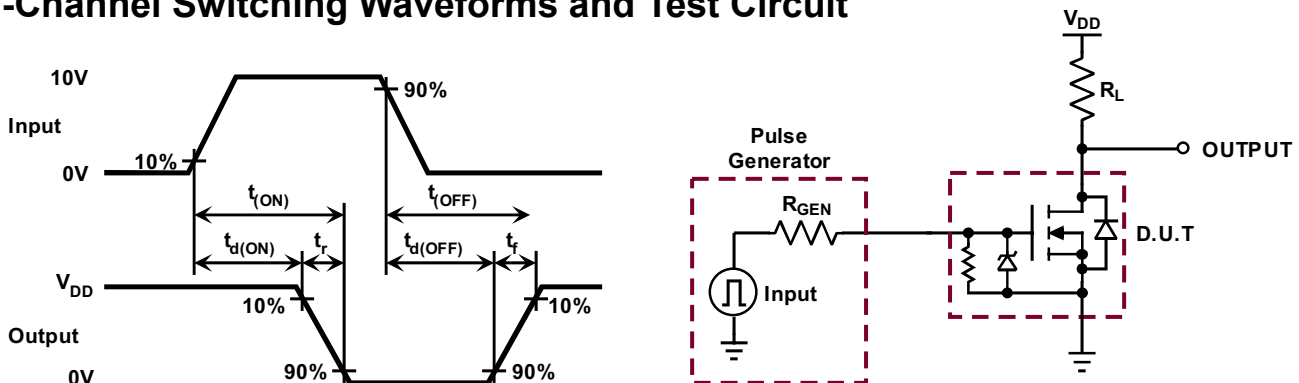 -Channel Switching Waveforms and Test Circuit
10V
Input
0V
10%
90%
t(ON)
t(OFF)
td(ON)
tr
td(OFF)
tf
VDD
Output
0V
10%
90%
10%
90%
Pulse
Generator
RGEN
Input
VDD
RL
OUTPUT
D.U.T